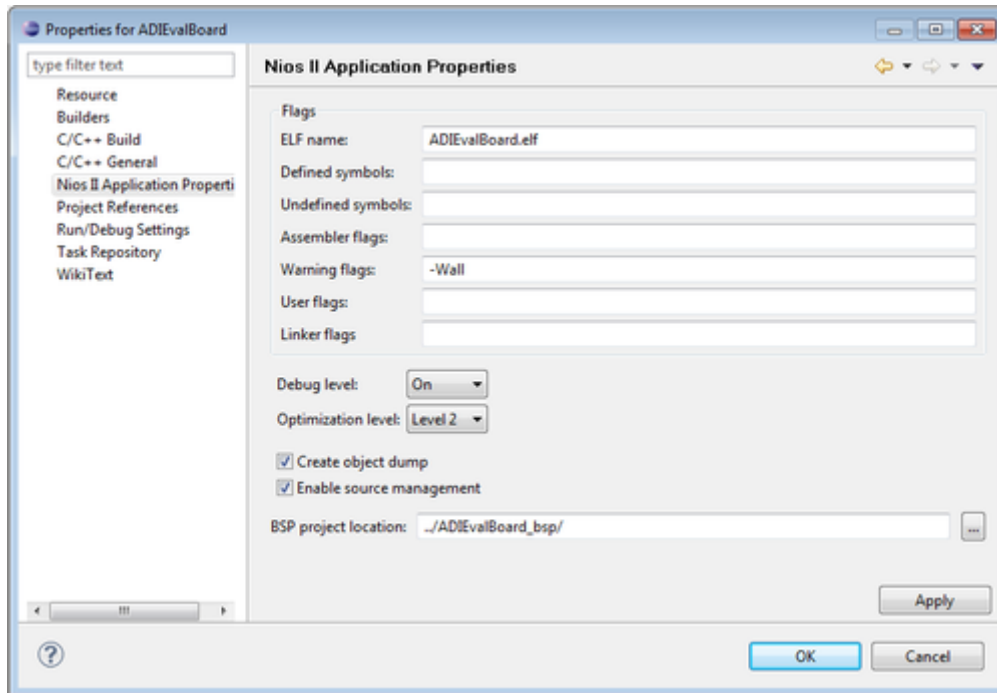 Properties for ADIEvalBoard
type filter text
Resource
Builders
C/C++ Build
C/C++ General
Nios II Application Properti
Project References
Run/Debug Settings
Task Repository
WikiText
Nios II Application Properties
Flags
ELF name: ADIEvalBoard.elf
Defined symbols:
Undefined symbols:
Assembler flags:
Warning flags: -Wall
User flags:
Linker flags
Debug level: On
Optimization level: Level 2
Create object dump
Enable source management
BSP project location: ../ADIEvalBoard_bsp/ ...
Apply
OK Cancel